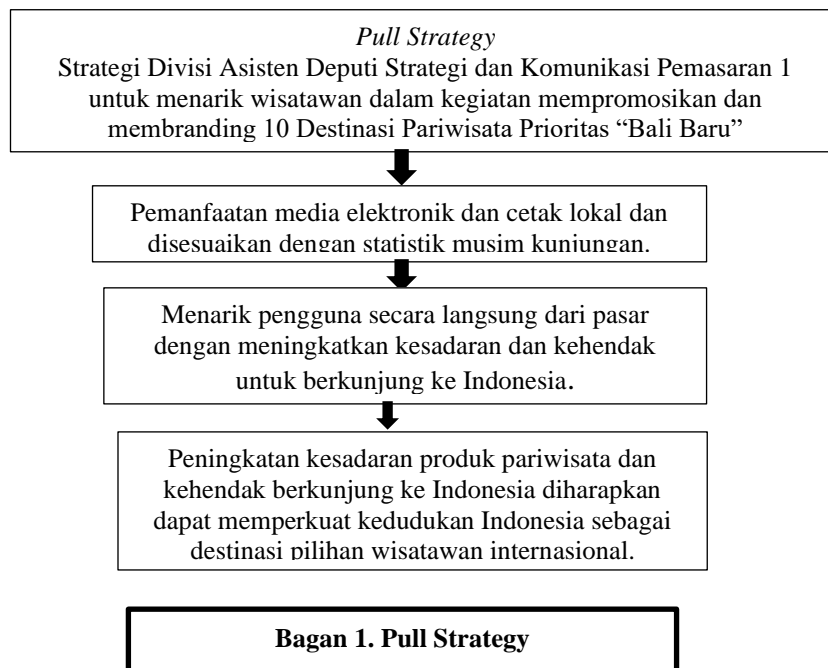 Pull Strategy
Strategi Divisi Asisten Deputi Strategi dan Komunikasi Pemasaran 1
untuk menarik wisatawan dalam kegiatan mempromosikan dan
membranding 10 Destinasi Pariwisata Prioritas “Bali Baru”
Pemanfaatan media elektronik dan cetak lokal dan
disesuaikan dengan statistik musim kunjungan.
Menarik pengguna secara langsung dari pasar
dengan meningkatkan kesadaran dan kehendak
untuk berkunjung ke Indonesia.
Peningkatan kesadaran produk pariwisata dan
kehendak berkunjung ke Indonesia diharapkan
dapat memperkuat kedudukan Indonesia sebagai
destinasi pilihan wisatawan internasional.
Bagan 1. Pull Strategy